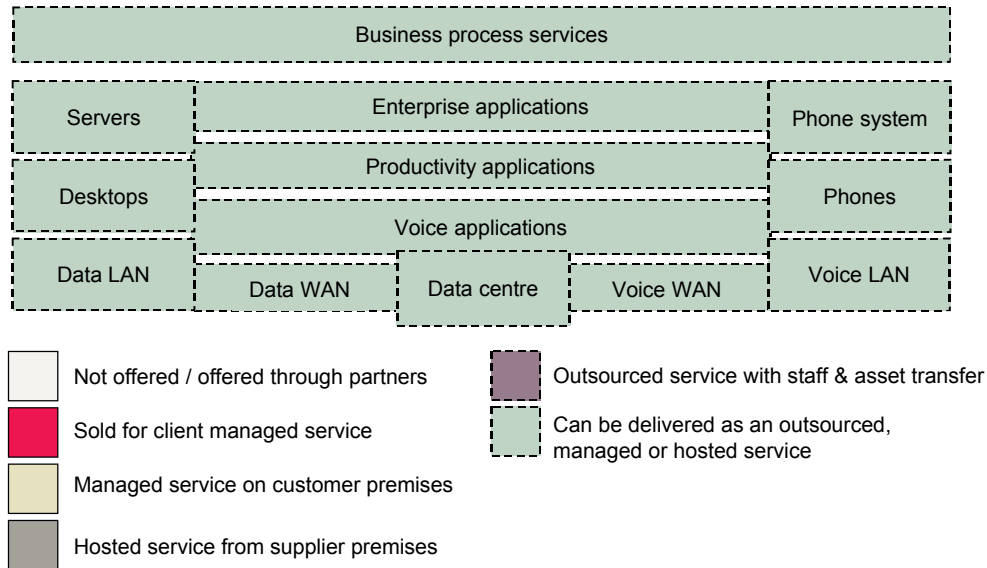 Business process services
Servers
Enterprise applications
Phone system
Productivity applications
Desktops
Phones
Voice applications
Data LAN
Data WAN
Data centre
Voice WAN
Voice LAN
Not offered / offered through partners
Sold for client managed service
Managed service on customer premises
Hosted service from supplier premises
Outsourced service with staff & asset transfer
Can be delivered as an outsourced,
managed or hosted service